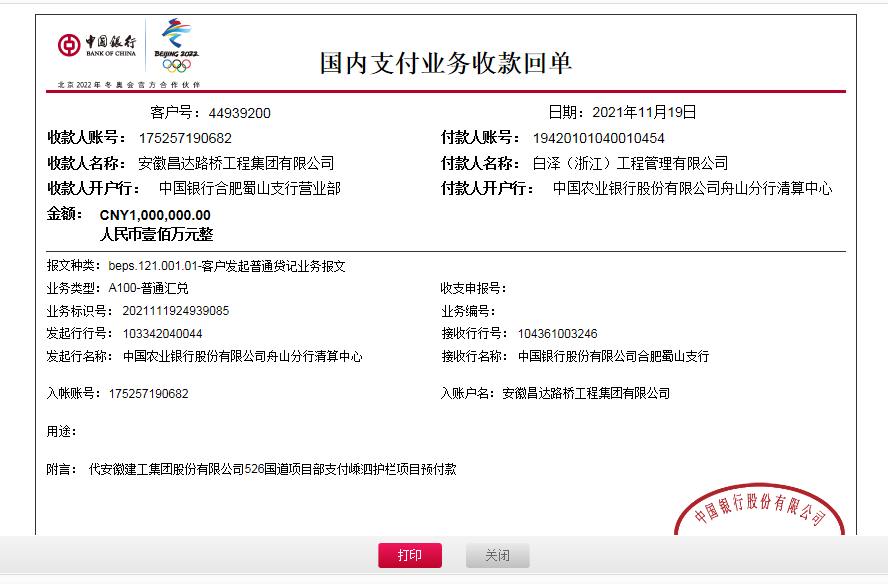 中国银行
BANK OF CHINA
BEIJING 2022
北京2022年冬奥会官方合作伙伴
国内支付业务收款回单
客户号：44939200 日期：2021年11月19日
收款人账号：175257190682 付款人账号：19420101040010454
收款人名称：安徽昌达路桥工程集团有限公司 付款人名称：白泽（浙江）工程管理有限公司
收款人开户行：中国银行合肥蜀山支行营业部 付款人开户行：中国农业银行股份有限公司舟山分行清算中心
金额：CNY1,000,000.00
人民币壹佰万元整
报文种类：beps.121.001.01-客户发起普通贷记业务报文
业务类型：A100-普通汇兑 收支申报号：
业务标识号：2021111924939085 业务编号：
发起行行号：103342040044 接收行行号：104361003246
发起行名称：中国农业银行股份有限公司舟山分行清算中心 接收行名称：中国银行股份有限公司合肥蜀山支行
入帐账号：175257190682 入账户名：安徽昌达路桥工程集团有限公司
用途：
附言：代安徽建工集团股份有限公司526国道项目部支付嵊泗护栏项目预付款
中国银行股份有限公司
打印 关闭